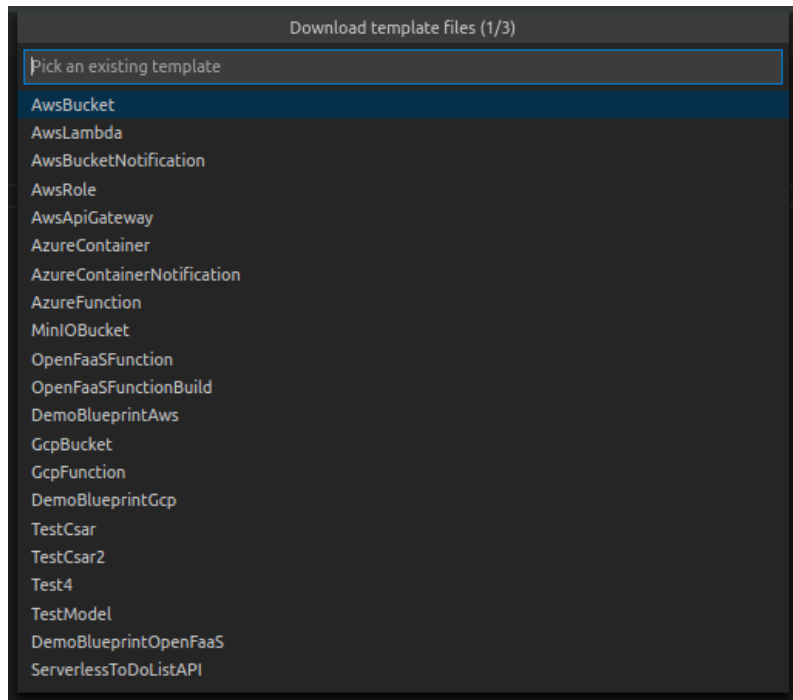 Download template files (1/3)
Pick an existing template
AwsBucket
AwsLambda
AwsBucketNotification
AwsRole
AwsApiGateway
AzureContainer
AzureContainerNotification
AzureFunction
MinIOBucket
OpenFaaSFunction
OpenFaaSFunctionBuild
DemoBlueprintAws
GcpBucket
GcpFunction
DemoBlueprintGcp
TestCsar
TestCsar2
Test4
TestModel
DemoBlueprintOpenFaaS
ServerlessToDoListAPI